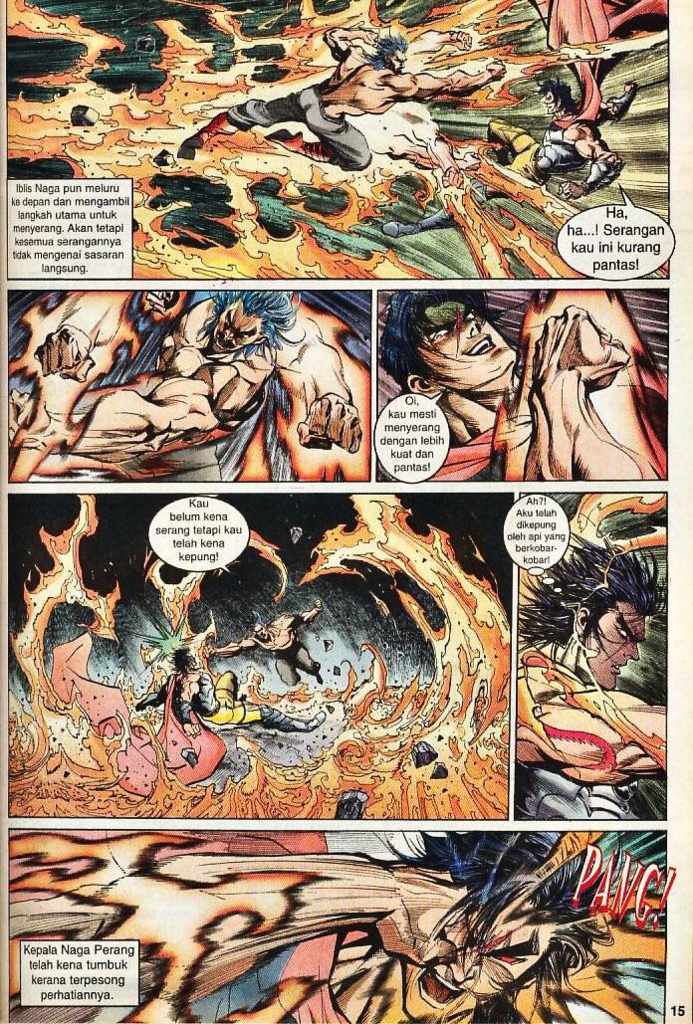 Iblis Naga pun meluru
ke depan dan mengambil
langkah utama untuk
menyerang. Akan tetapi
kesemua serangannya
tidak mengenai sasaran
langsung.
Ha,
ha...! Serangan
kau ini kurang
pantas!
Oi,
kau mesti
menyerang
dengan lebih
kuat dan
pantas!
Kau
belum kena
serang tetapi kau
telah kena
kepung!
Ah?!
Aku telah
dikepung
oleh api yang
berkobar-
kobar!
PANG!
Kepala Naga Perang
telah kena tumbuk
kerana terpesong
perhatiannya.
15